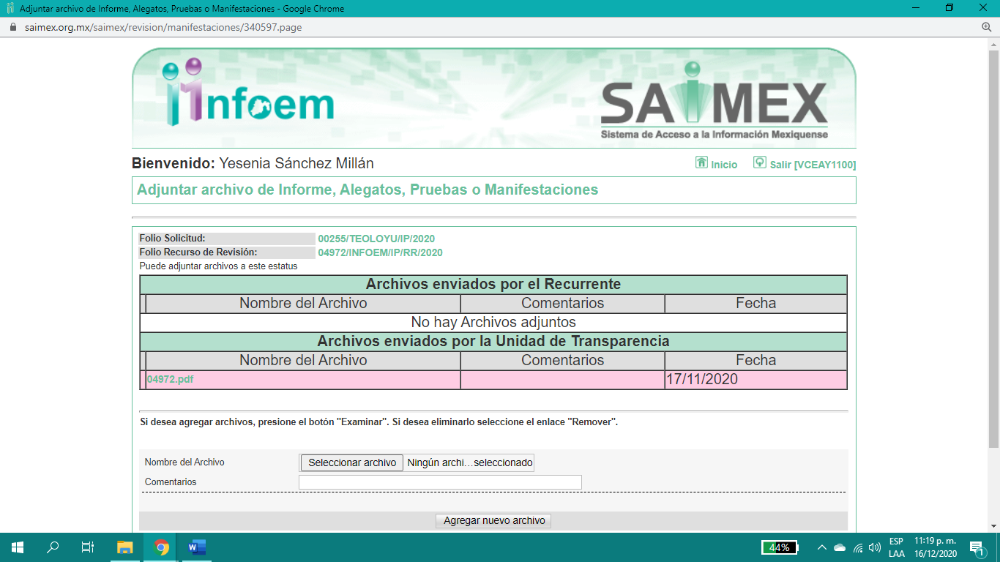 Adjuntar archivo de Informe, Alegatos, Pruebas o Manifestaciones - Google Chrome
saimex.org.mx/saimex/revision/manifestaciones/340597.page
infoem
SAIMEX
Sistema de Acceso a la Información Mexiquense
Bienvenido: Yesenia Sánchez Millán
Inicio Salir [VCEAY1100]
Adjuntar archivo de Informe, Alegatos, Pruebas o Manifestaciones
Folio Solicitud: 00255/TEOLOYU/IP/2020
Folio Recurso de Revisión: 04972/INFOEM/IP/RR/2020
Puede adjuntar archivos a este estatus
Archivos enviados por el Recurrente
Nombre del Archivo Comentarios Fecha
No hay Archivos adjuntos
Archivos enviados por la Unidad de Transparencia
Nombre del Archivo Comentarios Fecha
04972.pdf 17/11/2020
Si desea agregar archivos, presione el botón "Examinar". Si desea eliminarlo seleccione el enlace "Remover".
Nombre del Archivo Seleccionar archivo Ningún archi...seleccionado
Comentarios
Agregar nuevo archivo
44% ESP 11:19 p. m.
LAA 16/12/2020 1